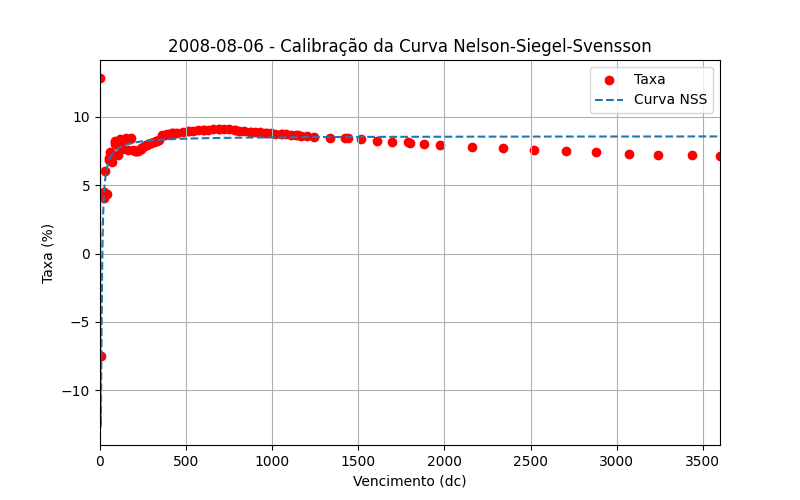 2008-08-06 - Calibração da Curva Nelson-Siegel-Svensson
Taxa
Curva NSS
Taxa (%)
10
5
0
−5
−10
0 500 1000 1500 2000 2500 3000 3500
Vencimento (dc)